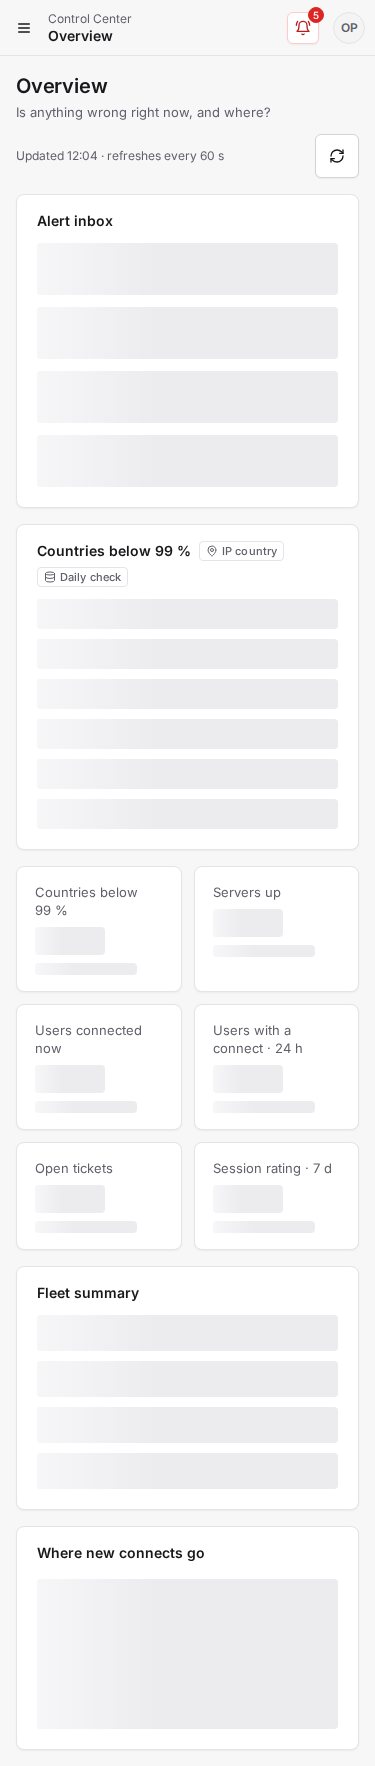 Control Center
Overview
5
OP
Overview
Is anything wrong right now, and where?
Updated 12:04 · refreshes every 60 s
Alert inbox
Countries below 99 %
IP country
Daily check
Countries below
99 %
Servers up
Users connected
now
Users with a
connect · 24 h
Open tickets
Session rating · 7 d
Fleet summary
Where new connects go